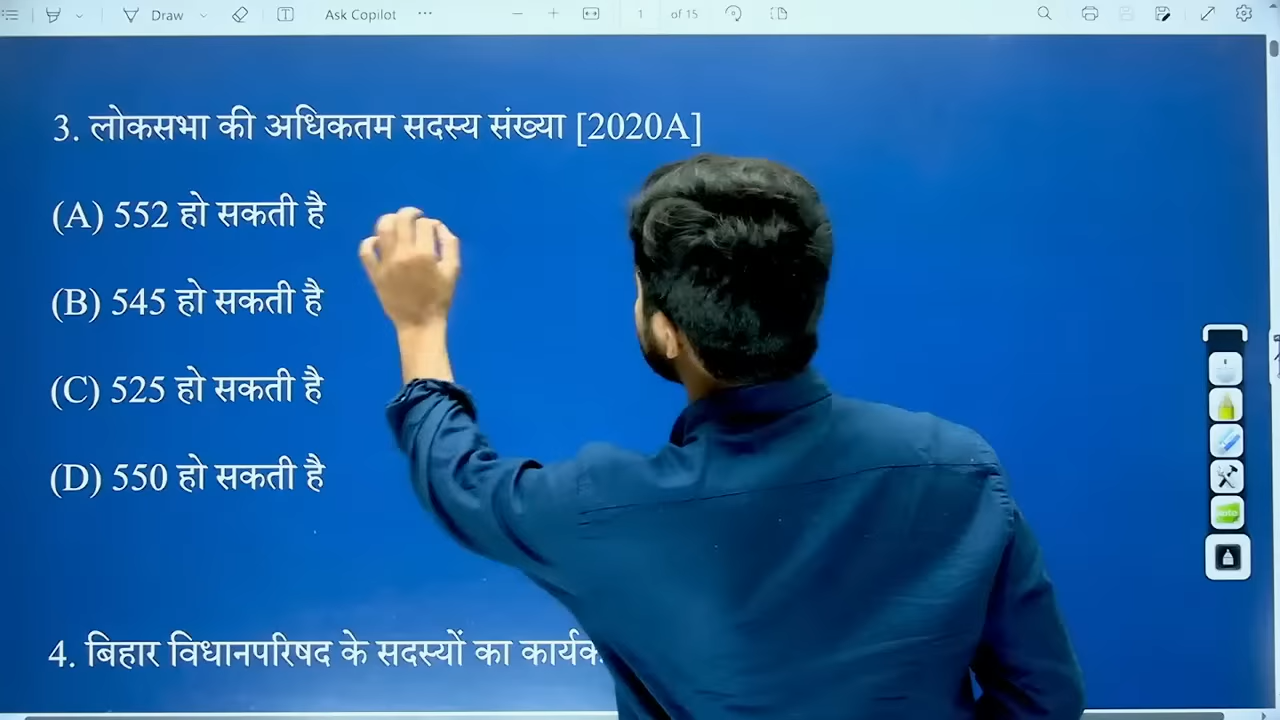 Draw
Ask Copilot
1 of 15
3. लोकसभा की अधिकतम सदस्य संख्या [2020A]
(A) 552 हो सकती है
(B) 545 हो सकती है
(C) 525 हो सकती है
(D) 550 हो सकती है
auto
4. बिहार विधानपरिषद के सदस्यों का